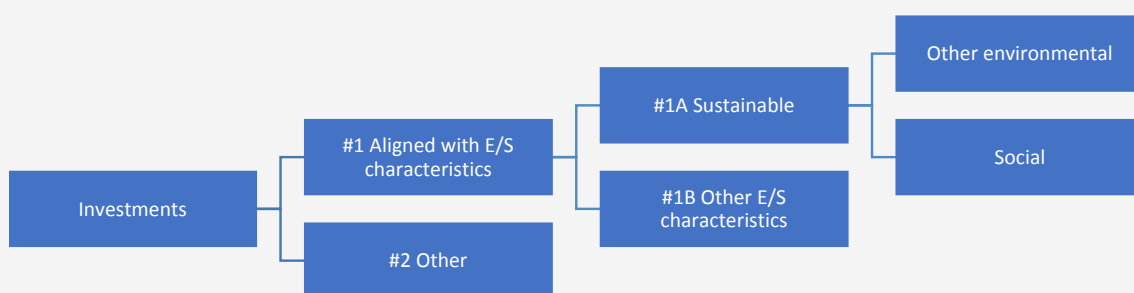 Investments
#1 Aligned with E/S
characteristics
#2 Other
#1A Sustainable
#1B Other E/S
characteristics
Other environmental
Social